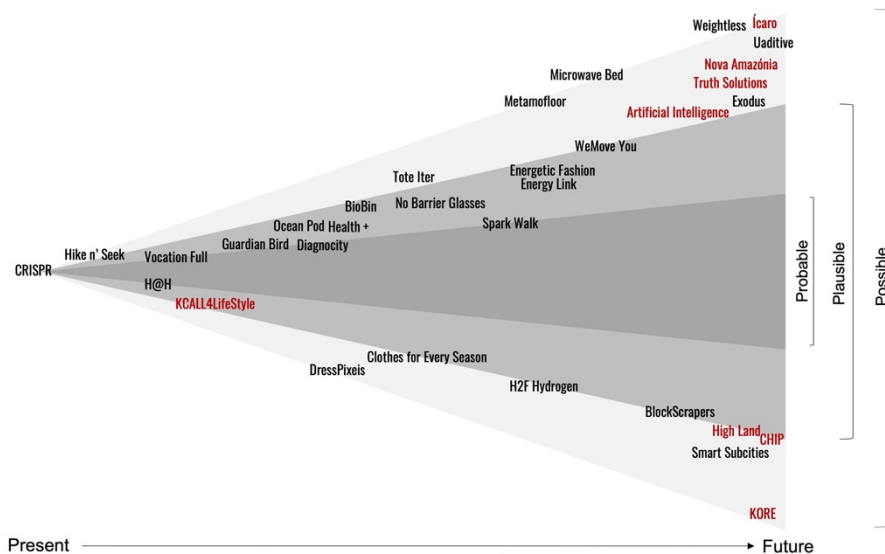 Weightless
Ícaro
Uaditive
Nova Amazónia
Microwave Bed
Truth Solutions
Metamofloor
Exodus
Artificial Intelligence
WeMove You
Tote Iter
Energetic Fashion
Energy Link
BioBin
No Barrier Glasses
Ocean Pod
Health +
Spark Walk
Guardian Bird
Diagnocity
Hike n' Seek
Vocation Full
CRISPR
H@H
KCALL4LifeStyle
Clothes for Every Season
DressPixeis
H2F Hydrogen
BlockScrapers
High Land
CHIP
Smart Subcities
KORE
Probable
Plausible
Possible
Present
Future